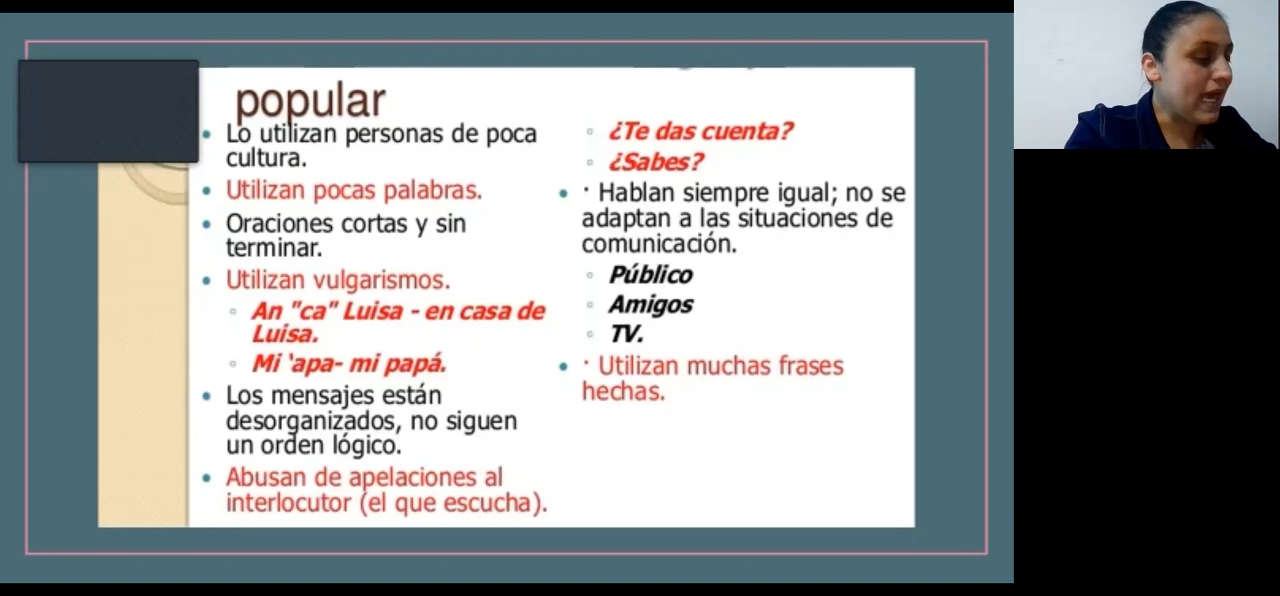 popular
• Lo utilizan personas de poca
cultura.
• Utilizan pocas palabras.
• Oraciones cortas y sin
terminar.
• Utilizan vulgarismos.
◦ An "ca" Luisa - en casa de
Luisa.
◦ Mi 'apa- mi papá.
• Los mensajes están
desorganizados, no siguen
un orden lógico.
• Abusan de apelaciones al
interlocutor (el que escucha).
◦ ¿Te das cuenta?
◦ ¿Sabes?
• · Hablan siempre igual; no se
adaptan a las situaciones de
comunicación.
◦ Público
◦ Amigos
◦ TV.
• · Utilizan muchas frases
hechas.